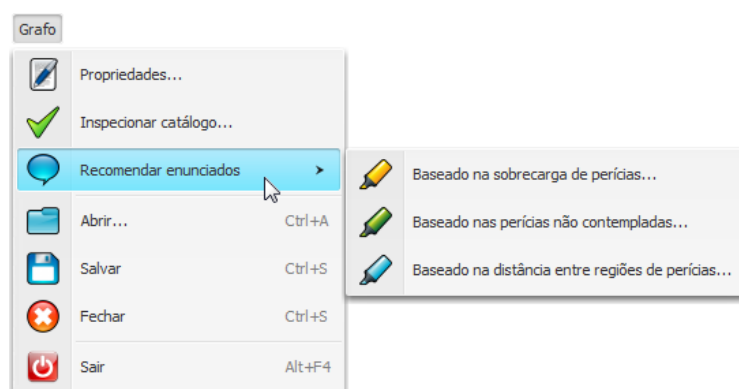 Grafo
Propriedades...
Inspecionar catálogo...
Recomendar enunciados
Baseado na sobrecarga de perícias...
Baseado nas perícias não contempladas...
Baseado na distância entre regiões de perícias...
Abrir... Ctrl+A
Salvar Ctrl+S
Fechar Ctrl+S
Sair Alt+F4